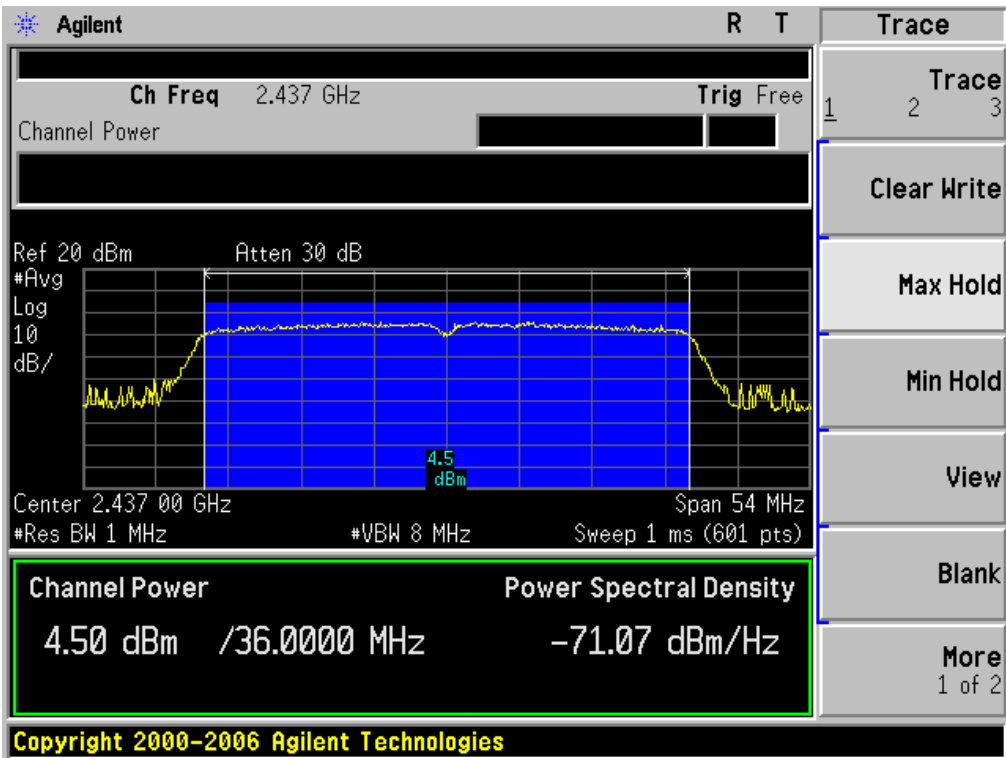 Agilent R T
Ch Freq 2.437 GHz Trig Free
Channel Power
Ref 20 dBm Atten 30 dB
#Avg
Log
10
dB/
4.5
dBm
Center 2.437 00 GHz Span 54 MHz
#Res BW 1 MHz #VBW 8 MHz Sweep 1 ms (601 pts)
Channel Power Power Spectral Density
4.50 dBm /36.0000 MHz -71.07 dBm/Hz
Copyright 2000-2006 Agilent Technologies
Trace
Trace
1 2 3
Clear Write
Max Hold
Min Hold
View
Blank
More
1 of 2